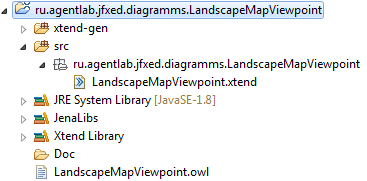 ru.agentlab.jfxed.diagramms.LandscapeMapViewpoint
xtend-gen
src
ru.agentlab.jfxed.diagramms.LandscapeMapViewpoint
LandscapeMapViewpoint.xtend
JRE System Library [JavaSE-1.8]
JenaLibs
Xtend Library
Doc
LandscapeMapViewpoint.owl